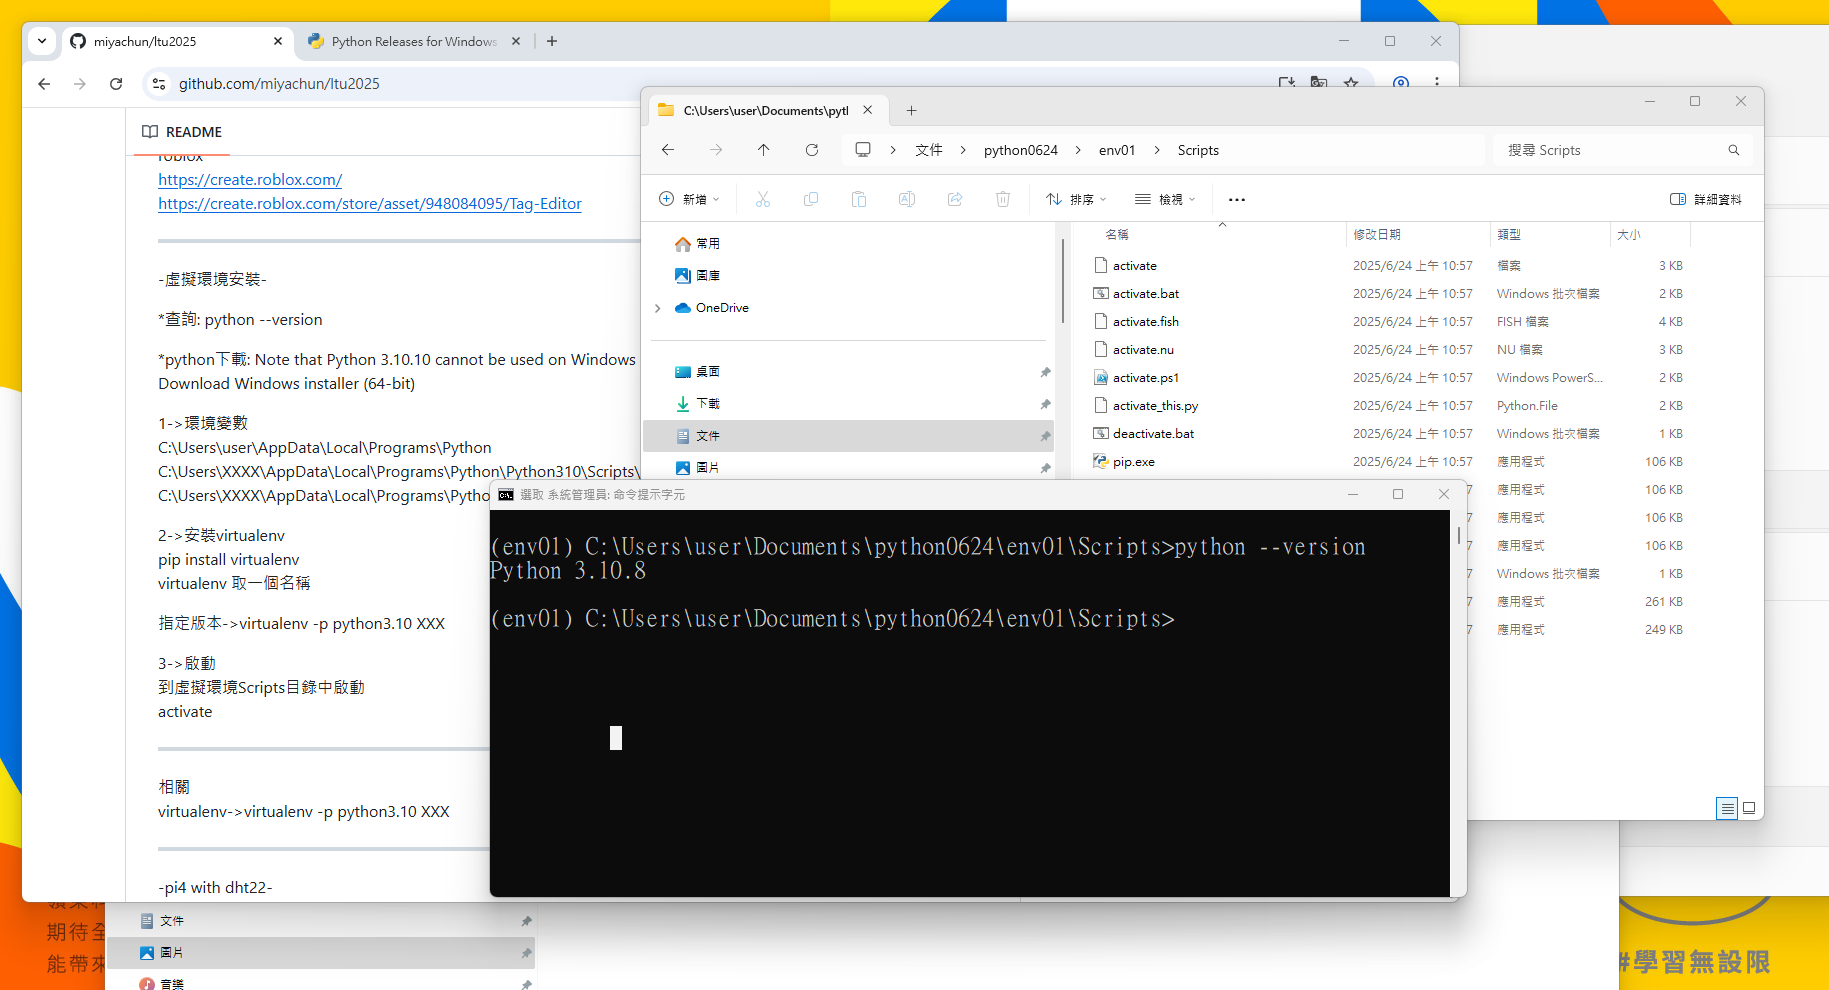 miyachun/ltu2025
Python Releases for Windows
github.com/miyachun/ltu2025
README
roblox
https://create.roblox.com/
https://create.roblox.com/store/asset/948084095/Tag-Editor
-虛擬環境安裝-
*查詢: python --version
*python下載: Note that Python 3.10.10 cannot be used on Windows
Download Windows installer (64-bit)
1->環境變數
C:\Users\user\AppData\Local\Programs\Python
C:\Users\XXXX\AppData\Local\Programs\Python\Python310\Scripts\
C:\Users\XXXX\AppData\Local\Programs\Pytho
2->安裝virtualenv
pip install virtualenv
virtualenv 取一個名稱
指定版本->virtualenv -p python3.10 XXX
3->啟動
到虛擬環境Scripts目錄中啟動
activate
相關
virtualenv->virtualenv -p python3.10 XXX
-pi4 with dht22-
C:\Users\user\Documents\pytl
文件 python0624 env01 Scripts
搜尋 Scripts
新增 排序 檢視 詳細資料
常用
圖庫
OneDrive
桌面
下載
文件
圖片
名稱 修改日期 類型 大小
activate 2025/6/24 上午 10:57 檔案 3 KB
activate.bat 2025/6/24 上午 10:57 Windows 批次檔案 2 KB
activate.fish 2025/6/24 上午 10:57 FISH 檔案 4 KB
activate.nu 2025/6/24 上午 10:57 NU 檔案 3 KB
activate.ps1 2025/6/24 上午 10:57 Windows PowerS... 2 KB
activate_this.py 2025/6/24 上午 10:57 Python.File 2 KB
deactivate.bat 2025/6/24 上午 10:57 Windows 批次檔案 1 KB
pip.exe 2025/6/24 上午 10:57 應用程式 106 KB
7 應用程式 106 KB
7 應用程式 106 KB
7 應用程式 106 KB
7 Windows 批次檔案 1 KB
7 應用程式 261 KB
7 應用程式 249 KB
選取 系統管理員: 命令提示字元
(env01) C:\Users\user\Documents\python0624\env01\Scripts>python --version
Python 3.10.8
(env01) C:\Users\user\Documents\python0624\env01\Scripts>
文件
圖片
音樂
期待全
能帶來
#學習無設限